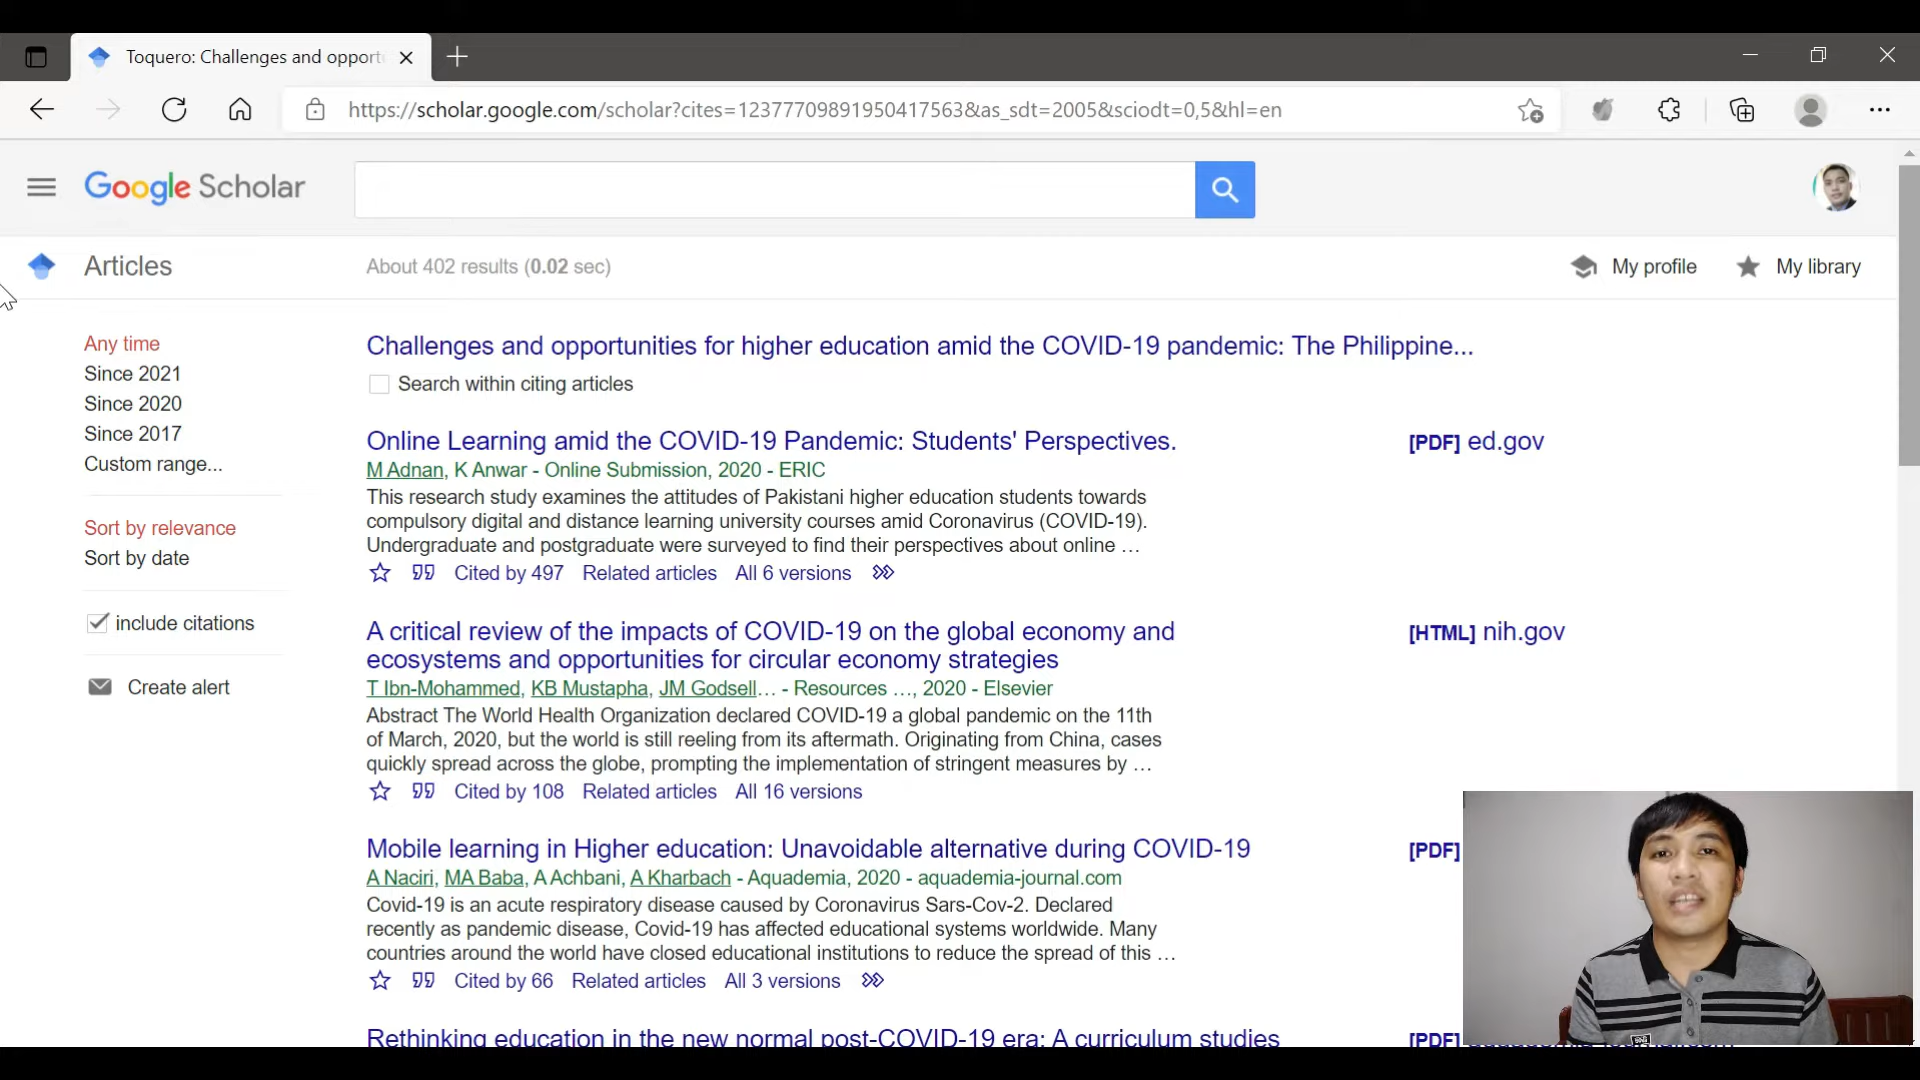 Toquero: Challenges and opport
https://scholar.google.com/scholar?cites=12377709891950417563&as_sdt=2005&sciodt=0,5&hl=en
Google Scholar
Articles
About 402 results (0.02 sec)
My profile
My library
Any time
Since 2021
Since 2020
Since 2017
Custom range...
Sort by relevance
Sort by date
include citations
Create alert
Challenges and opportunities for higher education amid the COVID-19 pandemic: The Philippine...
Search within citing articles
Online Learning amid the COVID-19 Pandemic: Students' Perspectives.
[PDF] ed.gov
M Adnan, K Anwar - Online Submission, 2020 - ERIC
This research study examines the attitudes of Pakistani higher education students towards
compulsory digital and distance learning university courses amid Coronavirus (COVID-19).
Undergraduate and postgraduate were surveyed to find their perspectives about online …
Cited by 497 Related articles All 6 versions
A critical review of the impacts of COVID-19 on the global economy and
ecosystems and opportunities for circular economy strategies
[HTML] nih.gov
T Ibn-Mohammed, KB Mustapha, JM Godsell… - Resources …, 2020 - Elsevier
Abstract The World Health Organization declared COVID-19 a global pandemic on the 11th
of March, 2020, but the world is still reeling from its aftermath. Originating from China, cases
quickly spread across the globe, prompting the implementation of stringent measures by …
Cited by 108 Related articles All 16 versions
Mobile learning in Higher education: Unavoidable alternative during COVID-19
[PDF]
A Naciri, MA Baba, A Achbani, A Kharbach - Aquademia, 2020 - aquademia-journal.com
Covid-19 is an acute respiratory disease caused by Coronavirus Sars-Cov-2. Declared
recently as pandemic disease, Covid-19 has affected educational systems worldwide. Many
countries around the world have closed educational institutions to reduce the spread of this …
Cited by 66 Related articles All 3 versions
Rethinking education in the new normal post-COVID-19 era: A curriculum studies
[PDF]